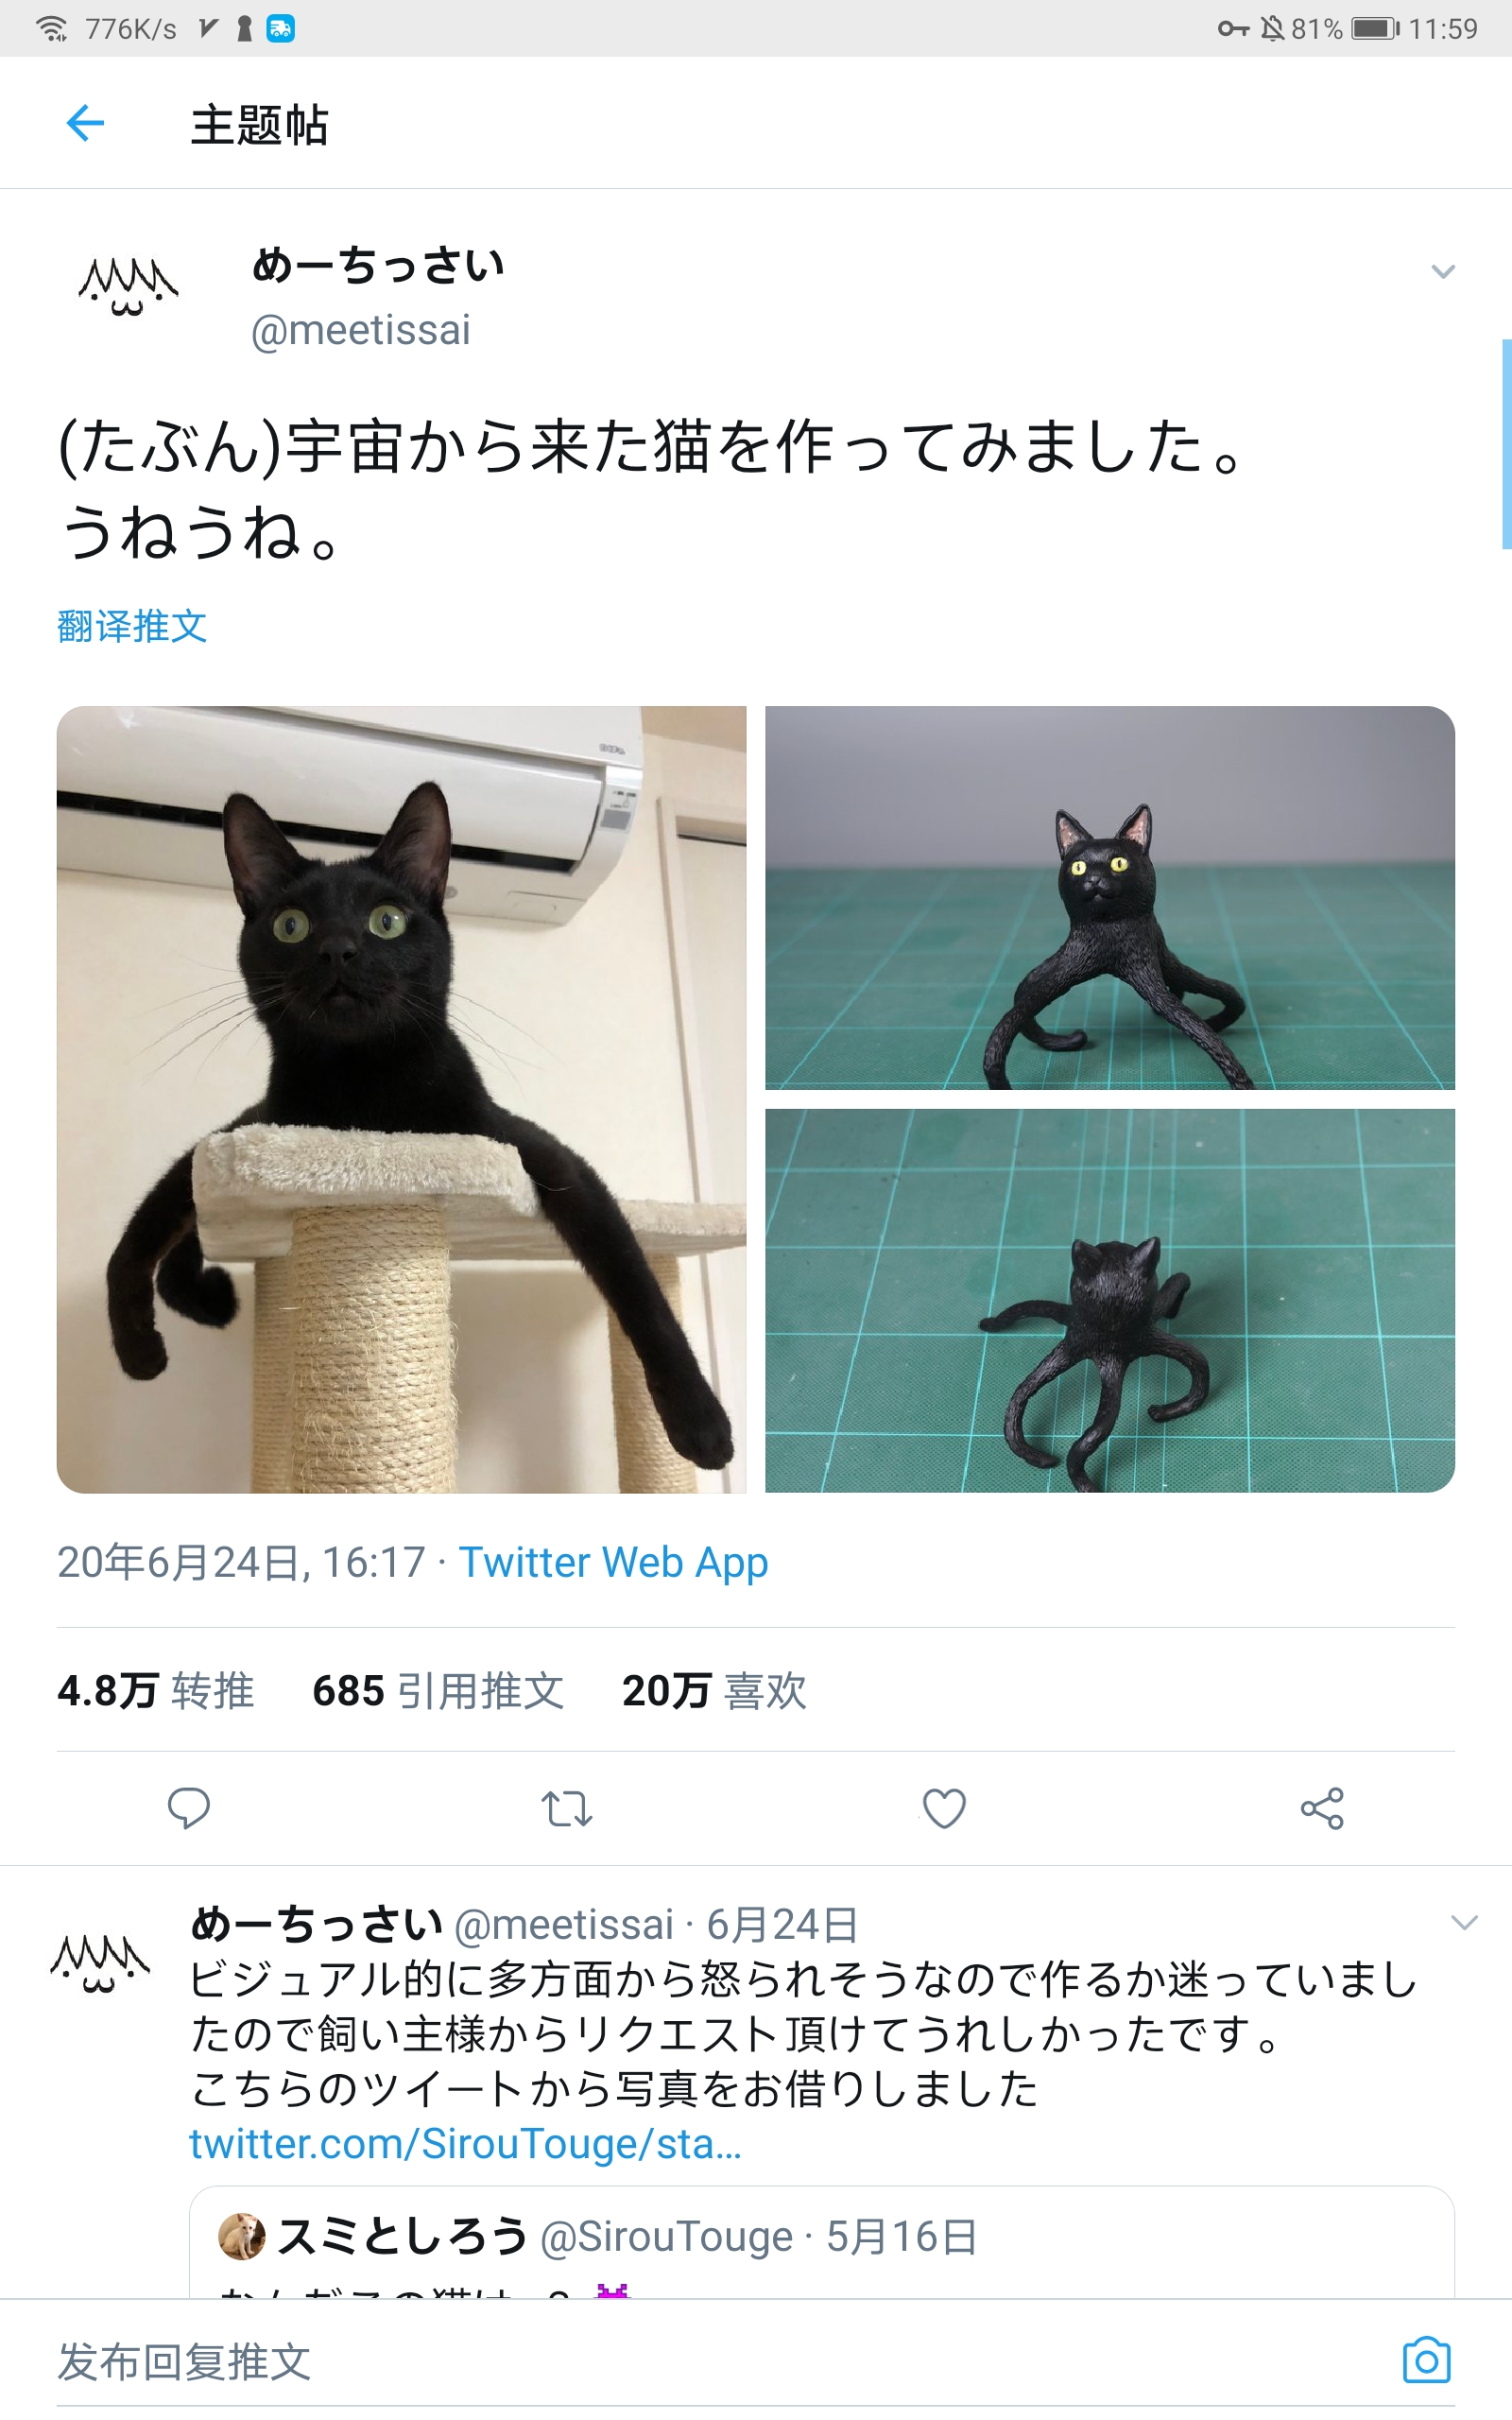 776K/s
81% 11:59
主题帖
めーちっさい
@meetissai
(たぶん)宇宙から来た猫を作ってみました。
うねうね。
翻译推文
20年6月24日, 16:17 · Twitter Web App
4.8万 转推 685 引用推文 20万 喜欢
めーちっさい @meetissai · 6月24日
ビジュアル的に多方面から怒られそうなので作るか迷っていまし
たので飼い主様からリクエスト頂けてうれしかったです。
こちらのツイートから写真をお借りしました
twitter.com/SirouTouge/sta...
スミとしろう @SirouTouge · 5月16日
发布回复推文